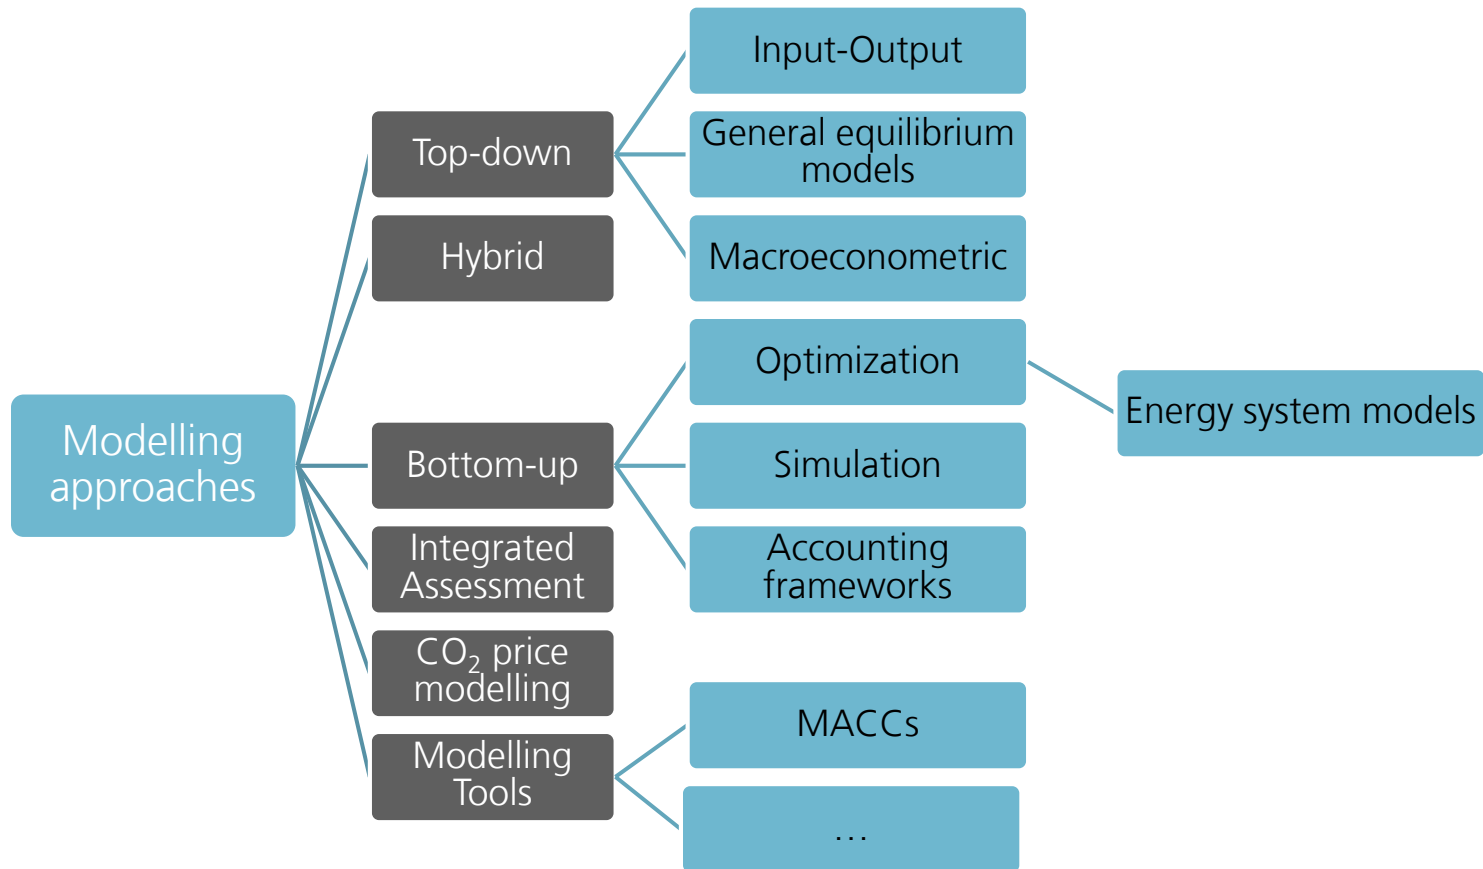 Modelling
approaches
Top-down
Input-Output
General equilibrium
models
Macroeconometric
Hybrid
Bottom-up
Optimization
Energy system models
Simulation
Accounting
frameworks
Integrated
Assessment
CO₂ price
modelling
Modelling
Tools
MACCs
...